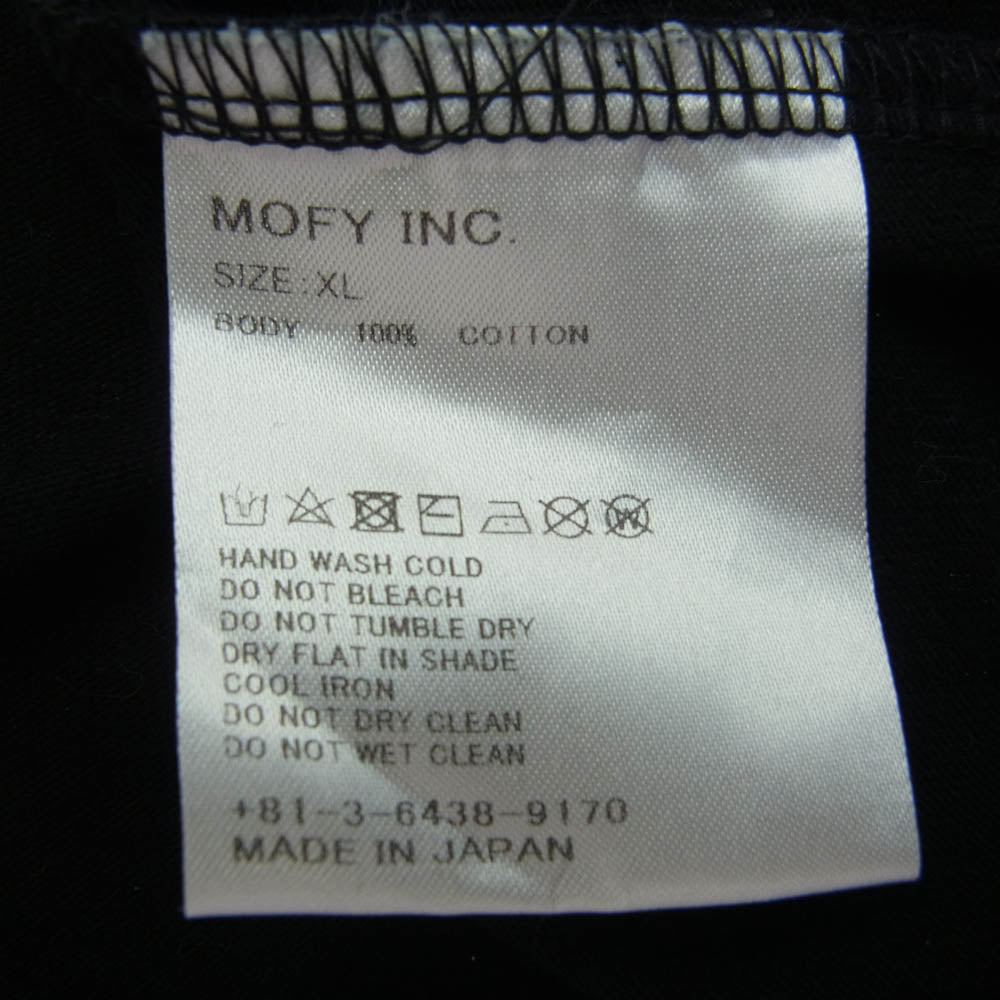 MOFY INC.
SIZE:XL
BODY 100% COTTON
HAND WASH COLD
DO NOT BLEACH
DO NOT TUMBLE DRY
DRY FLAT IN SHADE
COOL IRON
DO NOT DRY CLEAN
DO NOT WET CLEAN
+81-3-6438-9170
MADE IN JAPAN